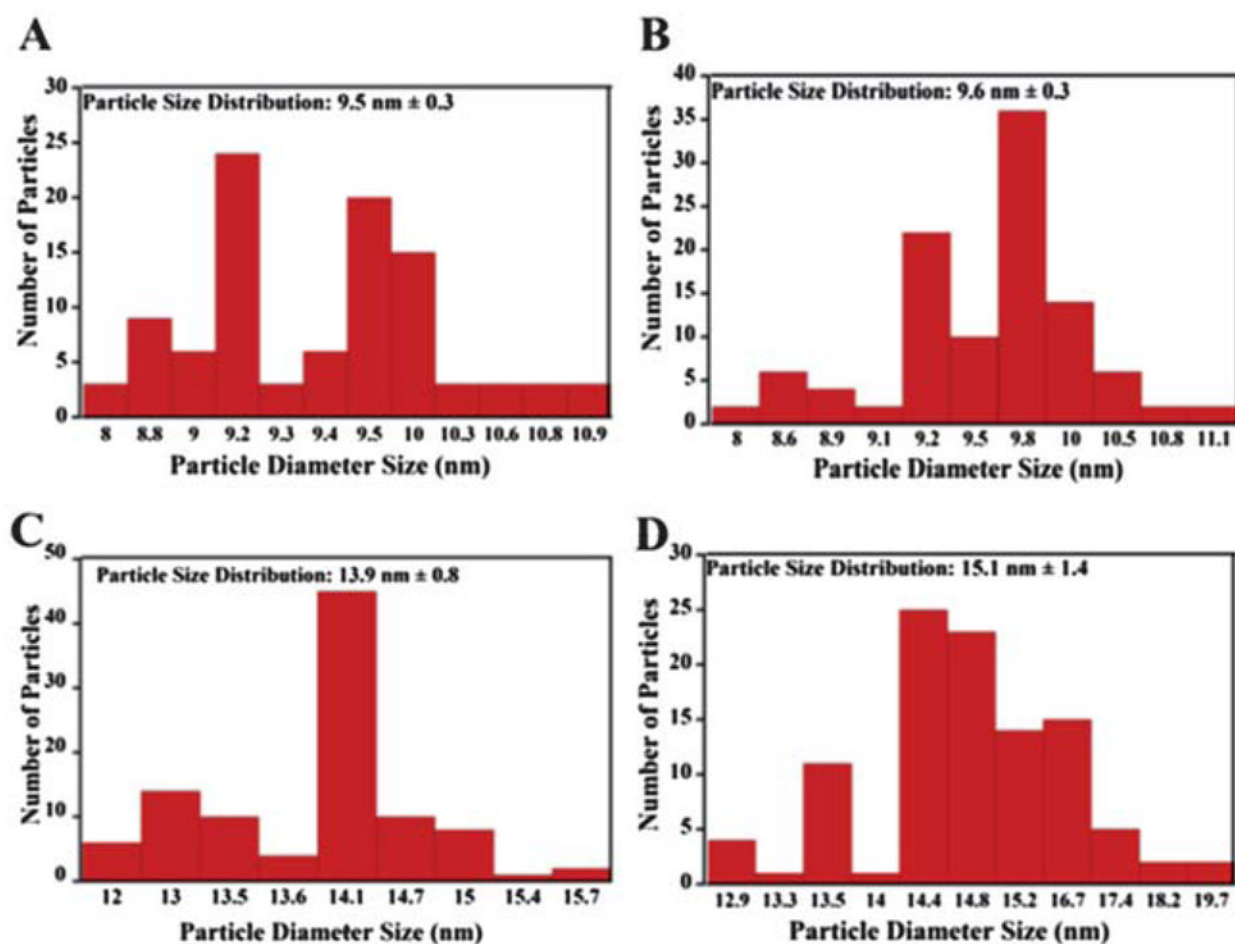 A
Particle Size Distribution: 9.5 nm ± 0.3
Number of Particles
30
25
20
15
10
5
0
8 8.8 9 9.2 9.3 9.4 9.5 10 10.3 10.6 10.8 10.9
Particle Diameter Size (nm)
B
Particle Size Distribution: 9.6 nm ± 0.3
Number of Particles
40
35
30
25
20
15
10
5
0
8 8.6 8.9 9.1 9.2 9.5 9.8 10 10.5 10.8 11.1
Particle Diameter Size (nm)
C
Particle Size Distribution: 13.9 nm ± 0.8
Number of Particles
50
40
30
20
10
0
12 13 13.5 13.6 14.1 14.7 15 15.4 15.7
Particle Diameter Size (nm)
D
Particle Size Distribution: 15.1 nm ± 1.4
Number of Particles
30
25
20
15
10
5
0
12.9 13.3 13.5 14 14.4 14.8 15.2 16.7 17.4 18.2 19.7
Particle Diameter Size (nm)